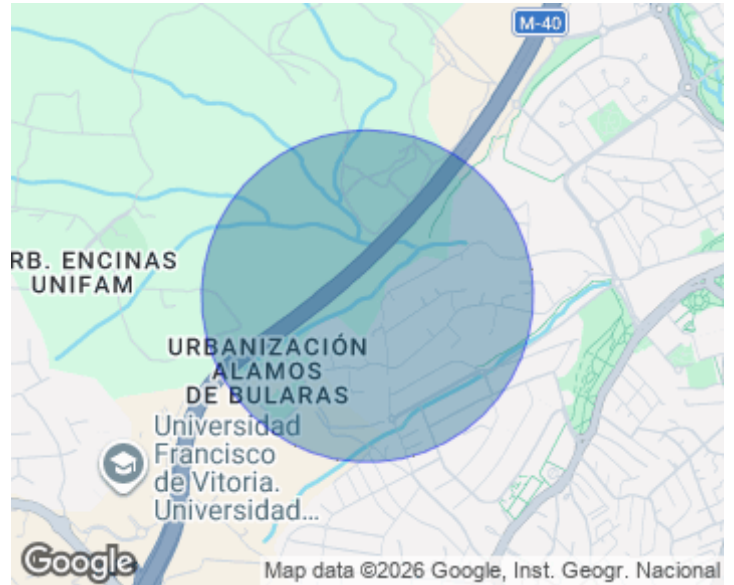 M-40
RB. ENCINAS
UNIFAM
URBANIZACIÓN
ALAMOS
DE BULARAS
Universidad
Francisco
de Vitoria.
Universidad...
Google
Map data ©2026 Google, Inst. Geogr. Nacional